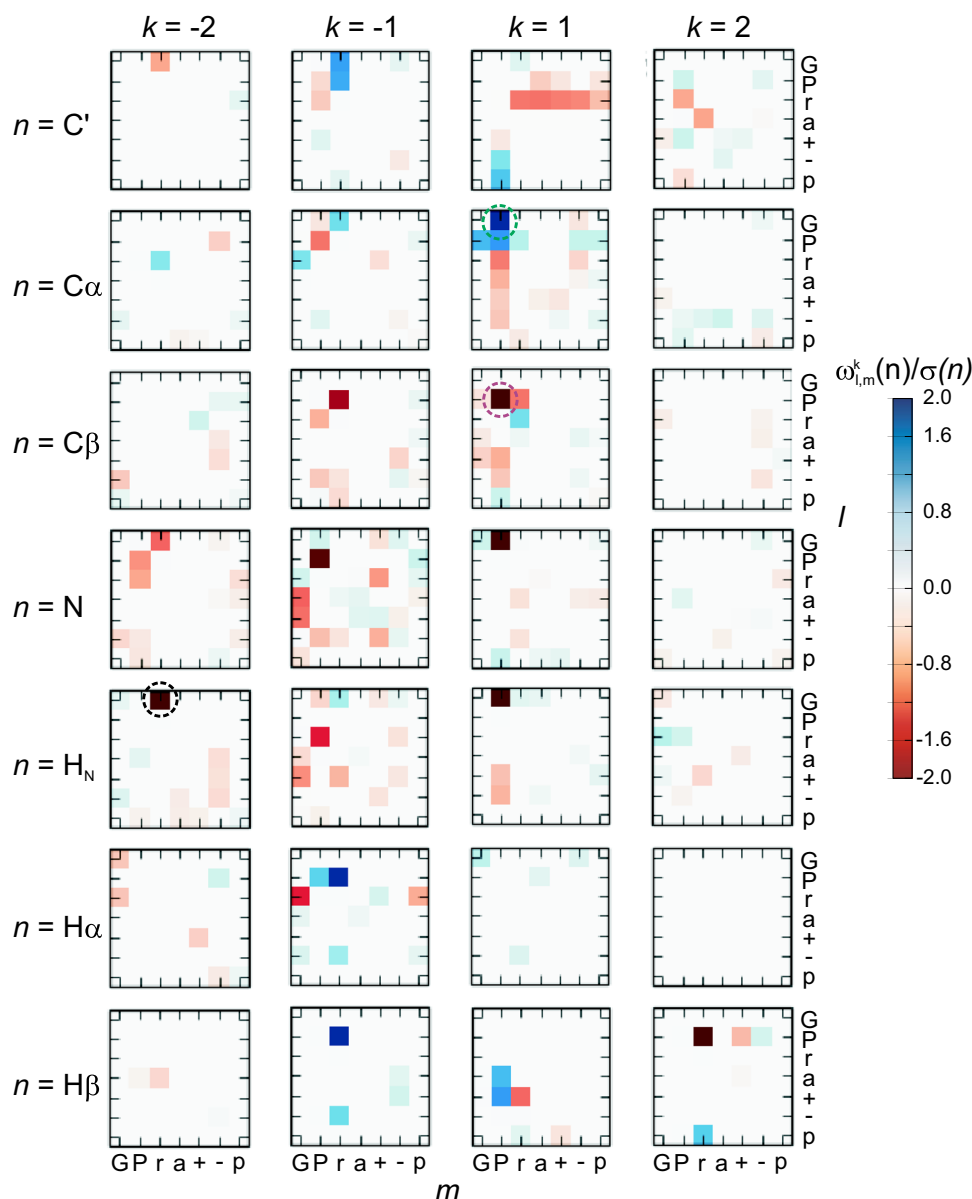 k = -2 k = -1 k = 1 k = 2
n = C'
G
P
r
a
+
-
p
n = Cα
G
P
r
a
+
-
p
ω^k_{l,m}(n)/σ(n)
n = Cβ
G
P
r
a
+
-
p
2.0
1.6
0.8
0.0
-0.8
-1.6
-2.0
l
n = N
G
P
r
a
+
-
p
n = H_N
G
P
r
a
+
-
p
n = Hα
G
P
r
a
+
-
p
n = Hβ
G
P
r
a
+
-
p
G P r a + - p
m